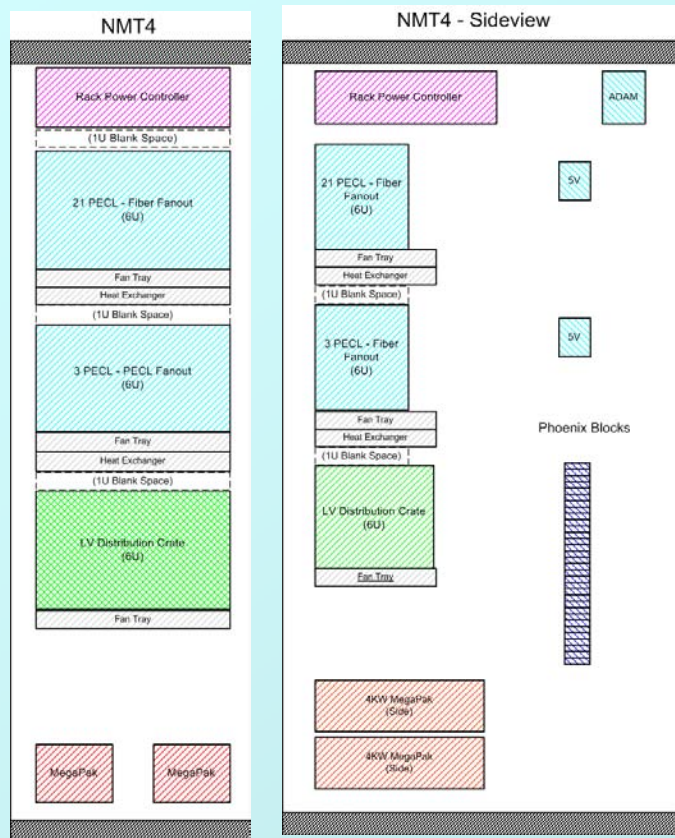 NMT4
Rack Power Controller
(1U Blank Space)
21 PECL - Fiber Fanout
(6U)
Fan Tray
Heat Exchanger
(1U Blank Space)
3 PECL - PECL Fanout
(6U)
Fan Tray
Heat Exchanger
(1U Blank Space)
LV Distribution Crate
(6U)
Fan Tray
MegaPak
MegaPak
NMT4 - Sideview
Rack Power Controller
ADAM
21 PECL - Fiber
Fanout
(6U)
5V
Fan Tray
Heat Exchanger
(1U Blank Space)
3 PECL - Fiber
Fanout
(6U)
5V
Fan Tray
Heat Exchanger
(1U Blank Space)
Phoenix Blocks
LV Distribution Crate
(6U)
Fan Tray
4KW MegaPak
(Side)
4KW MegaPak
(Side)